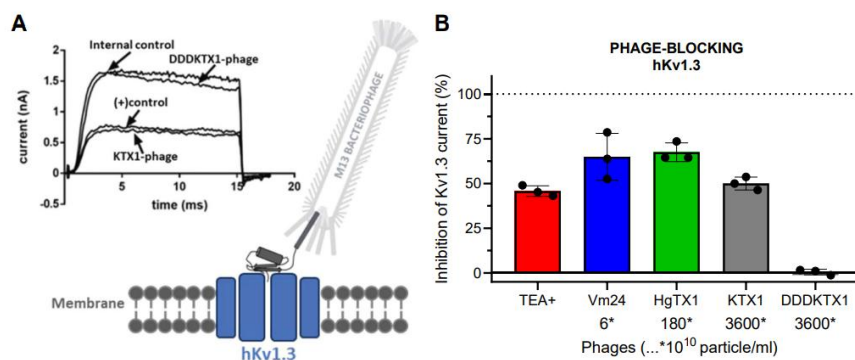 A
Internal control
DDDKTX1-phage
(+)control
KTX1-phage
current (nA)
2
1.5
1
0.5
0
-0.5
5
10
15
20
time (ms)
M13 BACTERIOPHAGE
Membrane
hKv1.3
B
PHAGE-BLOCKING
hKv1.3
Inhibition of Kv1.3 current (%)
100
75
50
25
0
TEA+ Vm24 HgTX1 KTX1 DDDKTX1
6* 180* 3600* 3600*
Phages (...*10¹⁰ particle/ml)